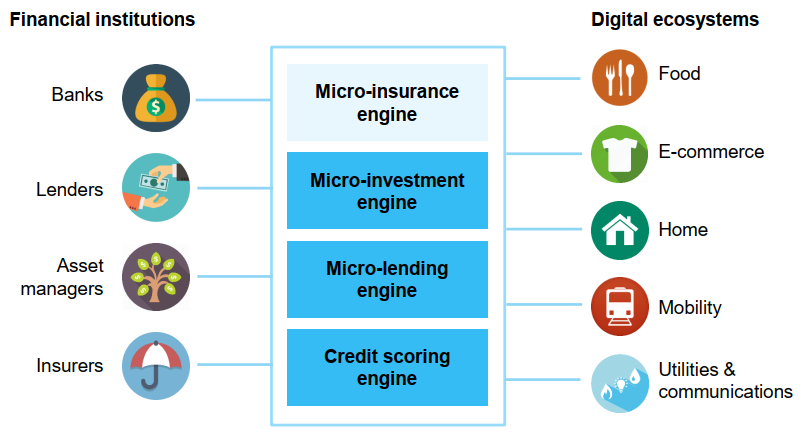 Financial institutions
Digital ecosystems
Banks
Lenders
Asset
managers
Insurers
$
Micro-insurance
engine
Micro-investment
engine
Micro-lending
engine
Credit scoring
engine
Food
E-commerce
Home
Mobility
Utilities &
communications